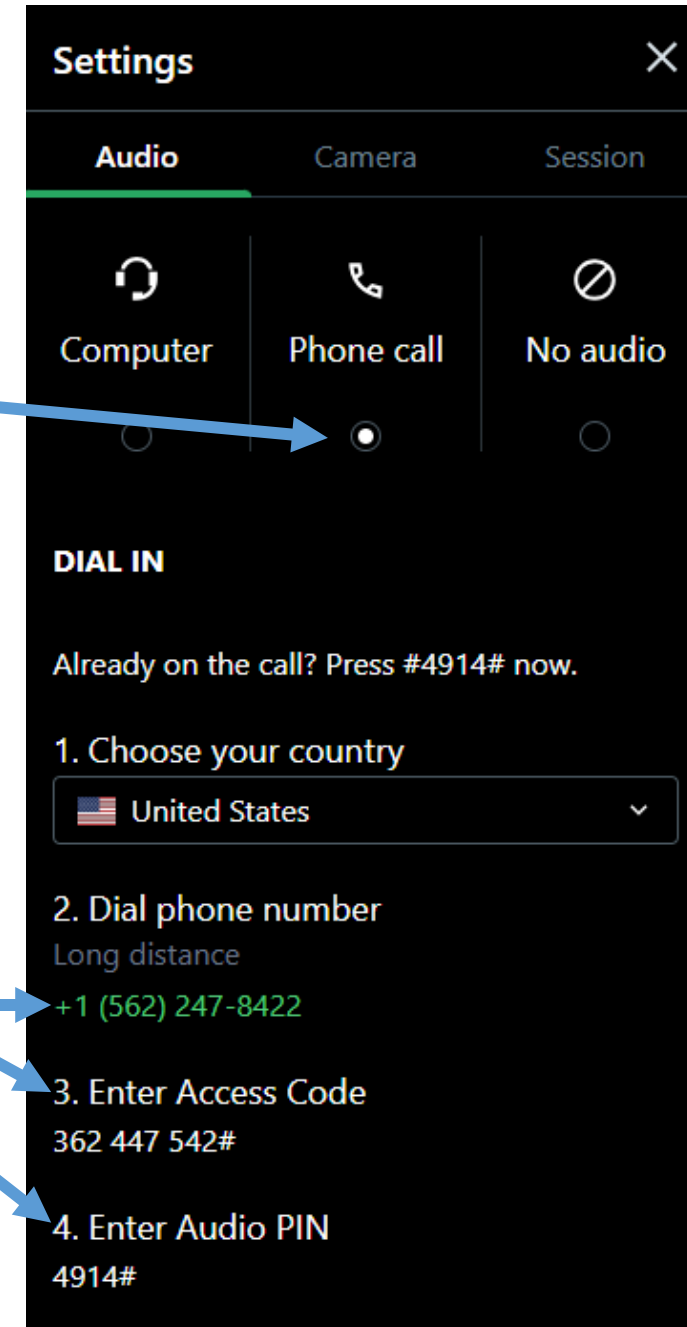 Settings
Audio Camera Session
Computer Phone call No audio
DIAL IN
Already on the call? Press #4914# now.
1. Choose your country
United States
2. Dial phone number
Long distance
+1 (562) 247-8422
3. Enter Access Code
362 447 542#
4. Enter Audio PIN
4914#